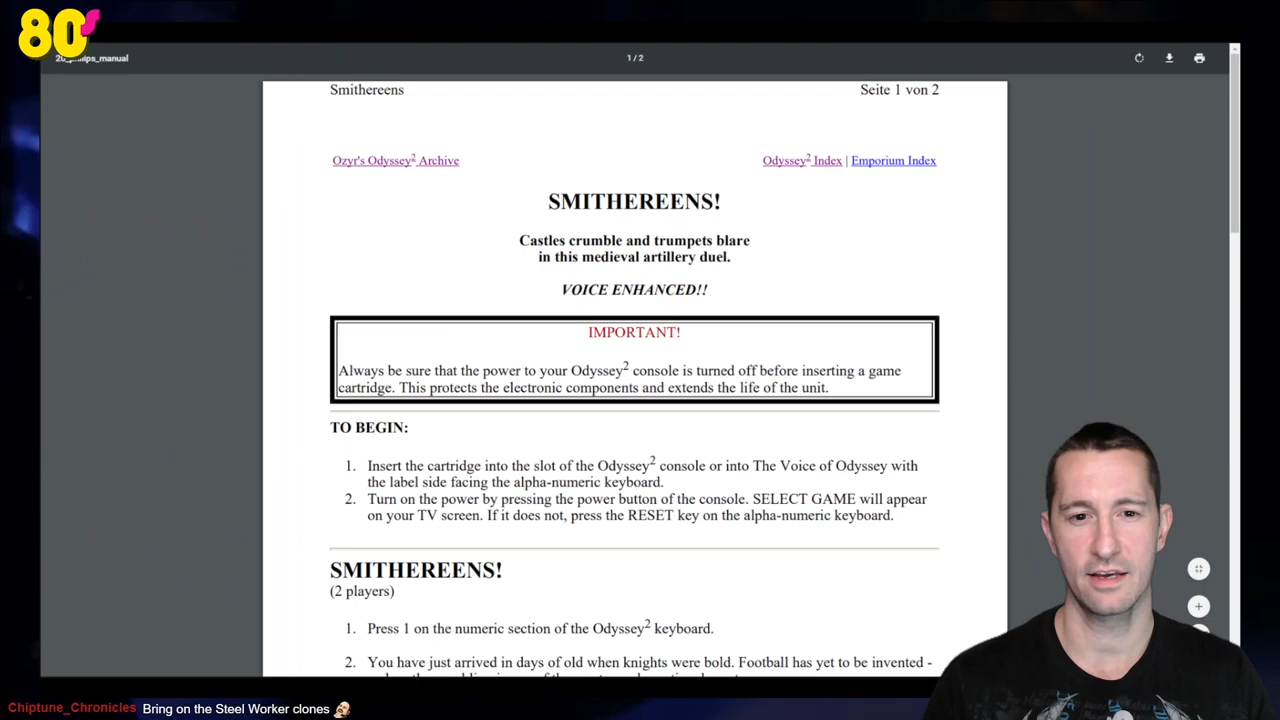 80s
20_philips_manual
1 / 2
Smithereens Seite 1 von 2
Ozyr's Odyssey² Archive Odyssey² Index | Emporium Index
SMITHEREENS!
Castles crumble and trumpets blare
in this medieval artillery duel.
VOICE ENHANCED!!
IMPORTANT!
Always be sure that the power to your Odyssey² console is turned off before inserting a game
cartridge. This protects the electronic components and extends the life of the unit.
TO BEGIN:
1. Insert the cartridge into the slot of the Odyssey² console or into The Voice of Odyssey with
the label side facing the alpha-numeric keyboard.
2. Turn on the power by pressing the power button of the console. SELECT GAME will appear
on your TV screen. If it does not, press the RESET key on the alpha-numeric keyboard.
SMITHEREENS!
(2 players)
1. Press 1 on the numeric section of the Odyssey² keyboard.
2. You have just arrived in days of old when knights were bold. Football has yet to be invented -
Chiptune_Chronicles Bring on the Steel Worker clones